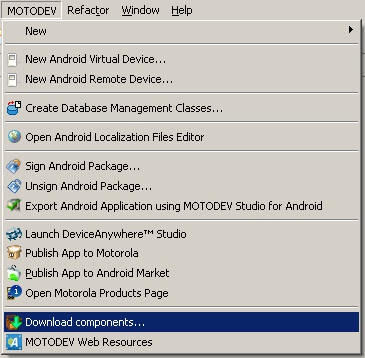 MOTODEV Refactor Window Help
New
New Android Virtual Device...
New Android Remote Device...
Create Database Management Classes...
Open Android Localization Files Editor
Sign Android Package...
Unsign Android Package...
Export Android Application using MOTODEV Studio for Android
Launch DeviceAnywhere™ Studio
Publish App to Motorola
Publish App to Android Market
Open Motorola Products Page
Download components...
MOTODEV Web Resources